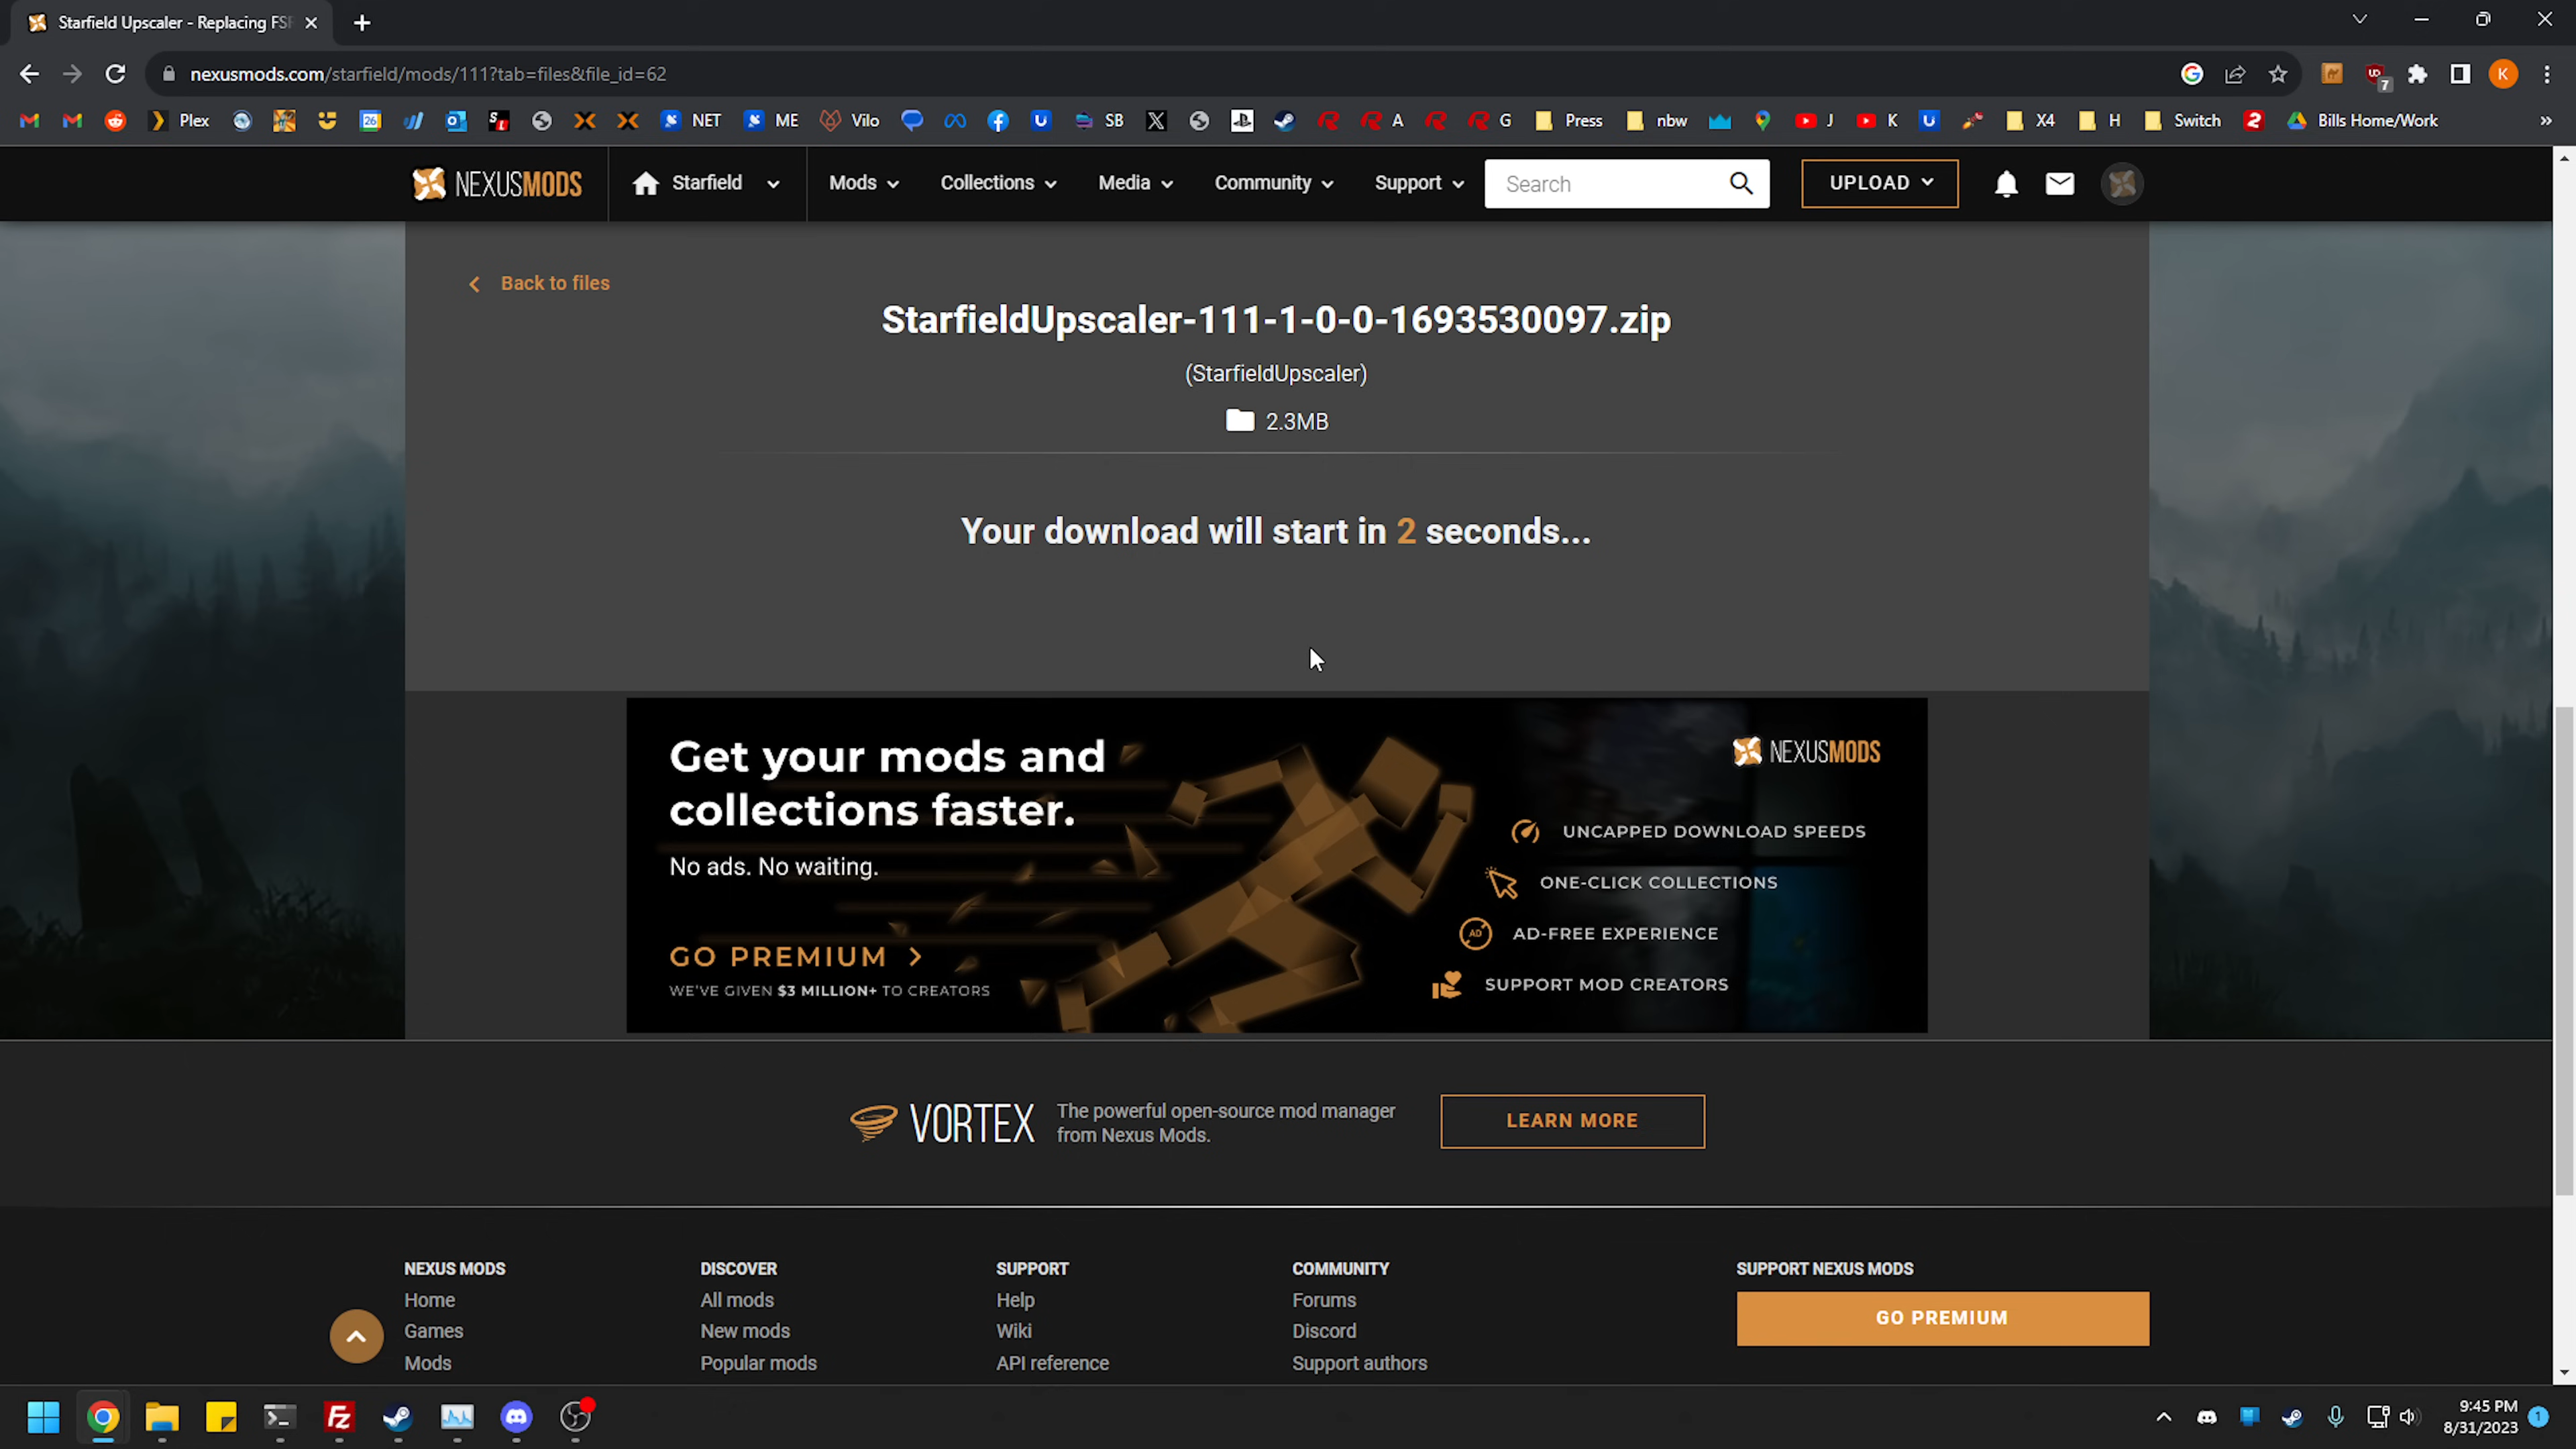 Starfield Upscaler - Replacing FSR
nexusmods.com/starfield/mods/111?tab=files&file_id=62
7
K
Plex
26
NET
ME
Vilo
SB
A
G
Press
nbw
J
K
X4
H
Switch
Bills Home/Work
»
NEXUSMODS
Starfield
Mods
Collections
Media
Community
Support
Search
UPLOAD
Back to files
StarfieldUpscaler-111-1-0-0-1693530097.zip
(StarfieldUpscaler)
2.3MB
Your download will start in 2 seconds...
Get your mods and
collections faster.
No ads. No waiting.
GO PREMIUM >
WE'VE GIVEN $3 MILLION+ TO CREATORS
NEXUSMODS
UNCAPPED DOWNLOAD SPEEDS
ONE-CLICK COLLECTIONS
AD
AD-FREE EXPERIENCE
SUPPORT MOD CREATORS
VORTEX
The powerful open-source mod manager
from Nexus Mods.
LEARN MORE
NEXUS MODS
Home
Games
Mods
DISCOVER
All mods
New mods
Popular mods
SUPPORT
Help
Wiki
API reference
COMMUNITY
Forums
Discord
Support authors
SUPPORT NEXUS MODS
GO PREMIUM
Fz
9:45 PM
8/31/2023
1